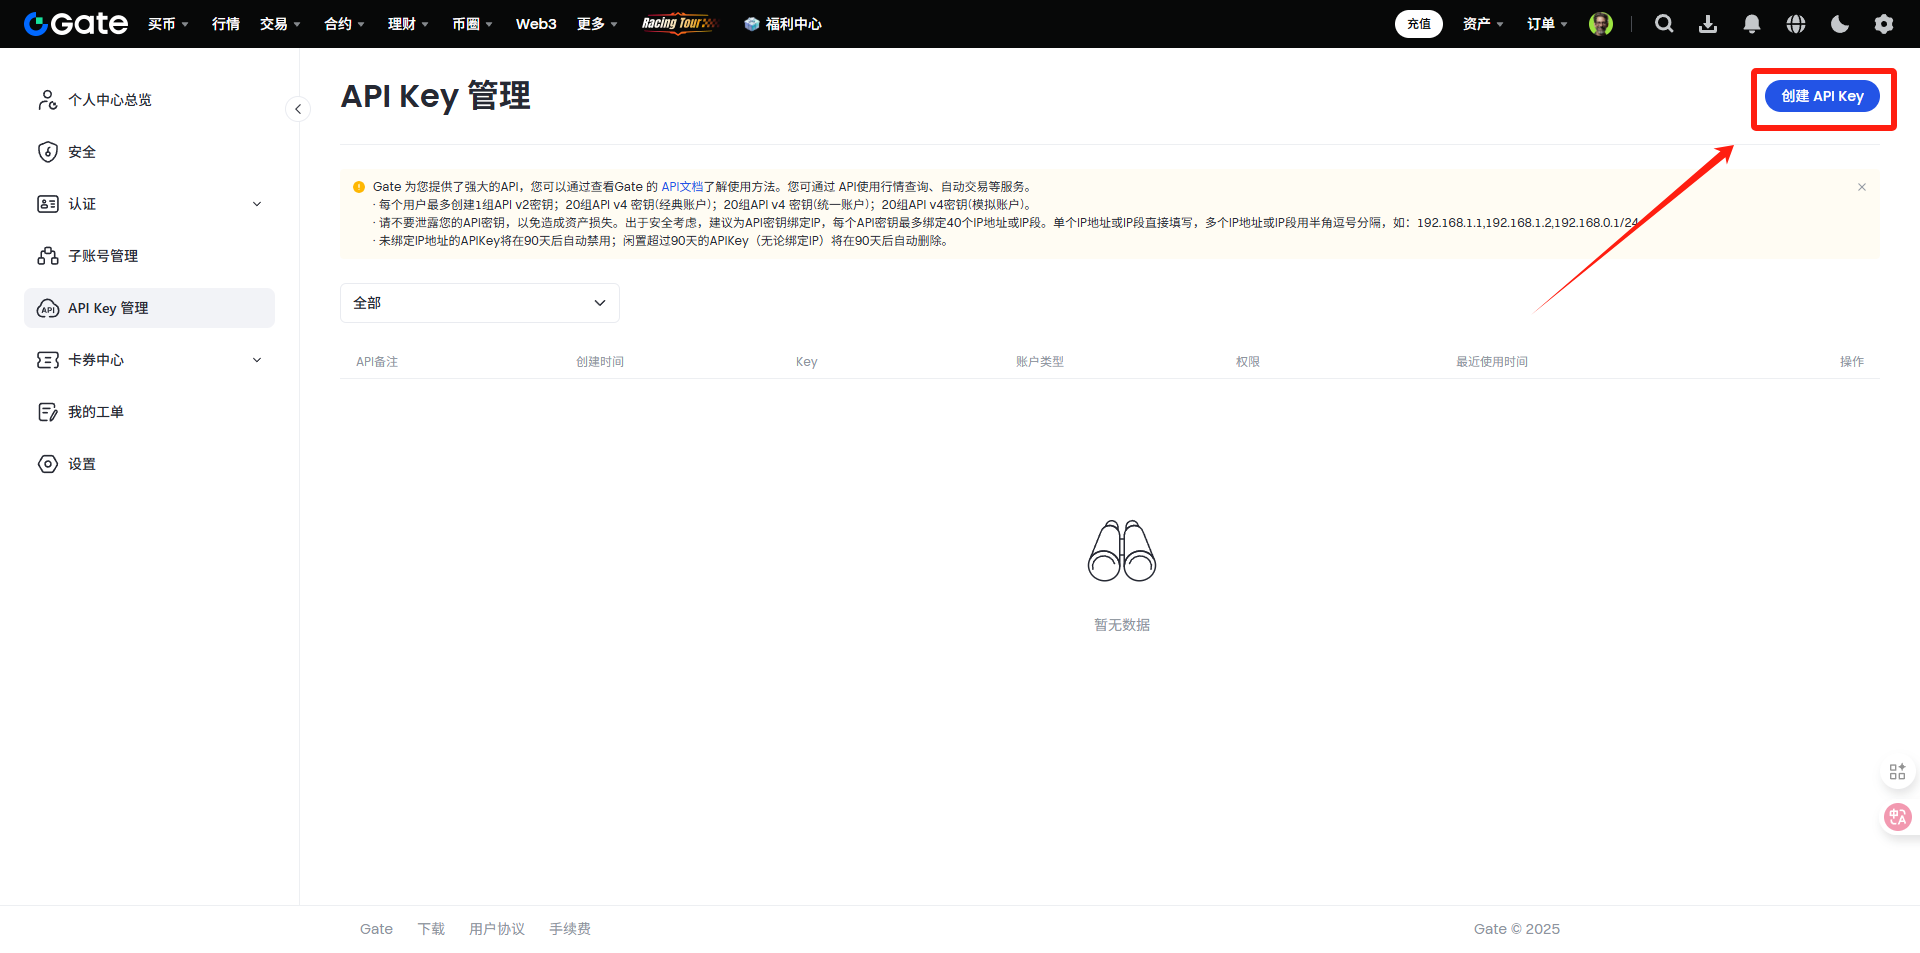 Gate 买币 行情 交易 合约 理财 币圈 Web3 更多 Racing Tour 福利中心 充值 资产 订单
个人中心总览
安全
认证
子账号管理
API API Key 管理
卡券中心
我的工单
设置
API Key 管理
创建 API Key
Gate 为您提供了强大的API，您可以通过查看Gate 的 API文档了解使用方法。您可通过 API使用行情查询、自动交易等服务。
· 每个用户最多创建1组API v2密钥；20组API v4 密钥(经典账户)；20组API v4 密钥(统一账户)；20组API v4密钥(模拟账户)。
· 请不要泄露您的API密钥，以免造成资产损失。出于安全考虑，建议为API密钥绑定IP，每个API密钥最多绑定40个IP地址或IP段。单个IP地址或IP段直接填写，多个IP地址或IP段用半角逗号分隔，如：192.168.1.1,192.168.1.2,192.168.0.1/24
· 未绑定IP地址的APIKey将在90天后自动禁用；闲置超过90天的APIKey（无论绑定IP）将在90天后自动删除。
全部
API备注 创建时间 Key 账户类型 权限 最近使用时间 操作
暂无数据
中A
Gate 下载 用户协议 手续费 Gate © 2025